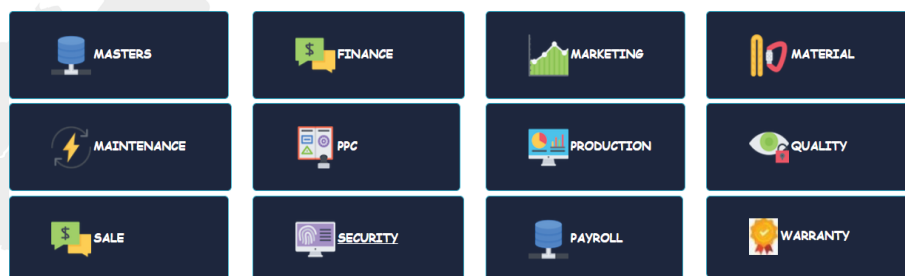 MASTERS
FINANCE
MARKETING
MATERIAL
MAINTENANCE
PPC
PRODUCTION
QUALITY
SALE
SECURITY
PAYROLL
WARRANTY